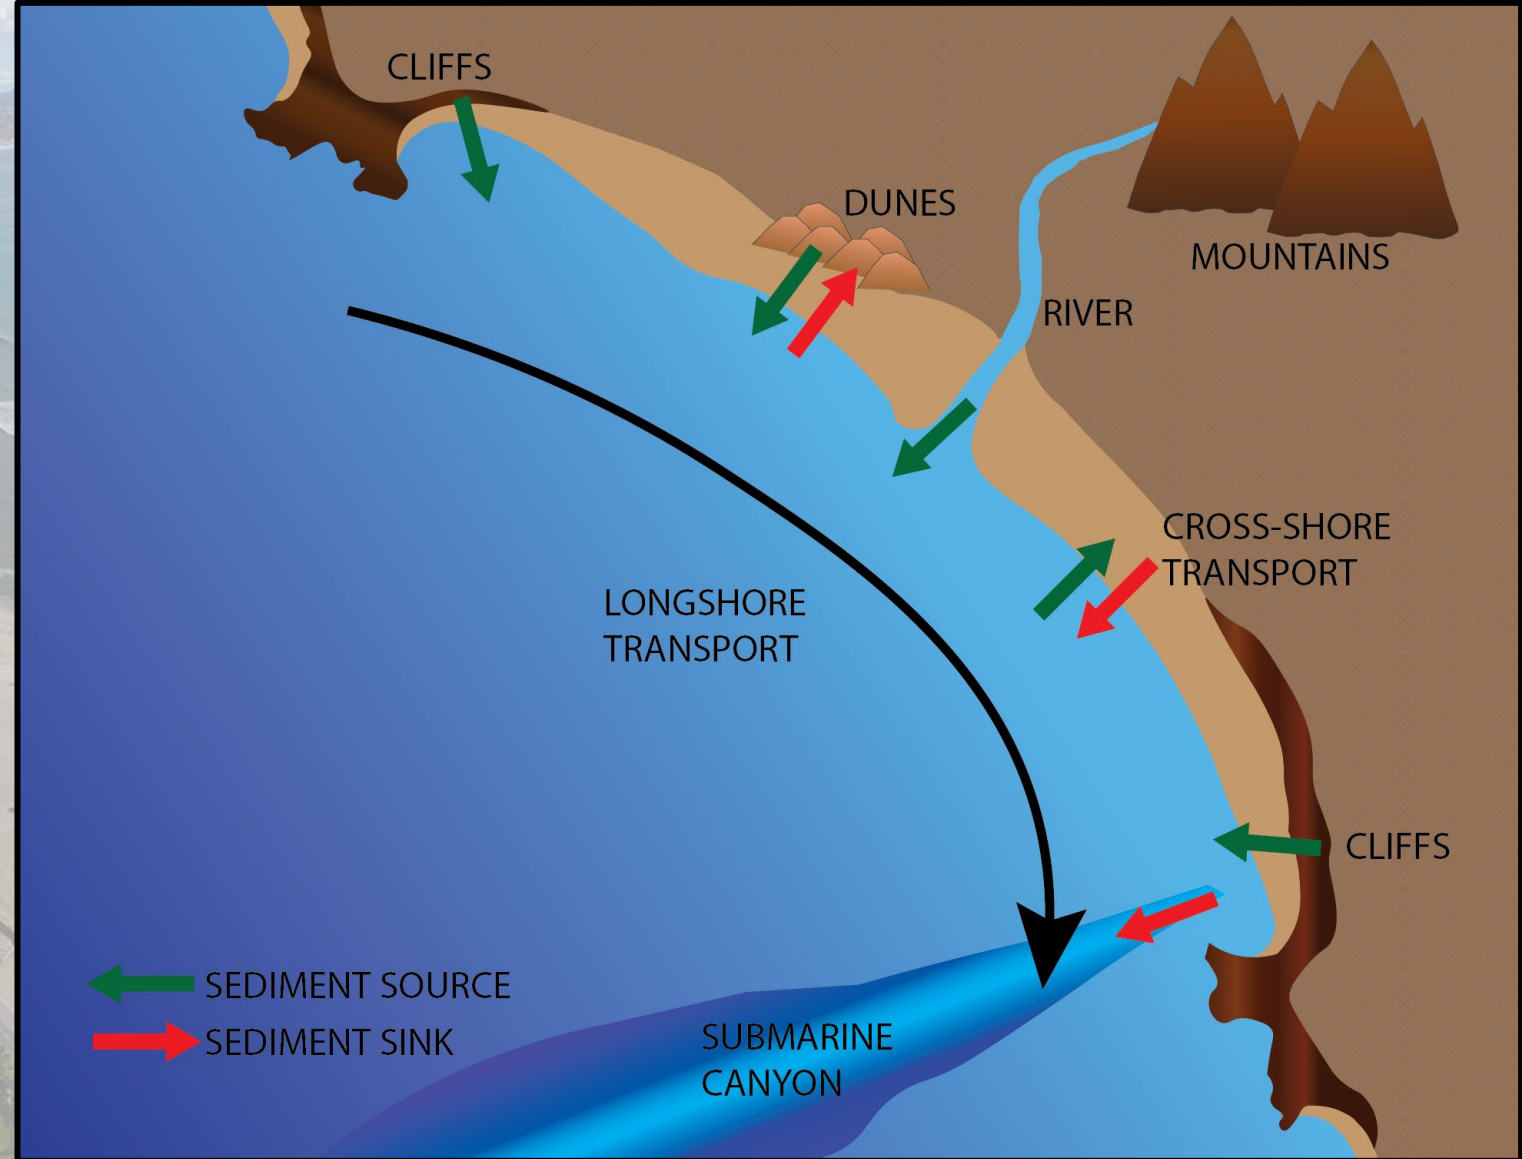 CLIFFS
DUNES
MOUNTAINS
RIVER
CROSS-SHORE
TRANSPORT
LONGSHORE
TRANSPORT
CLIFFS
SEDIMENT SOURCE
SEDIMENT SINK
SUBMARINE
CANYON